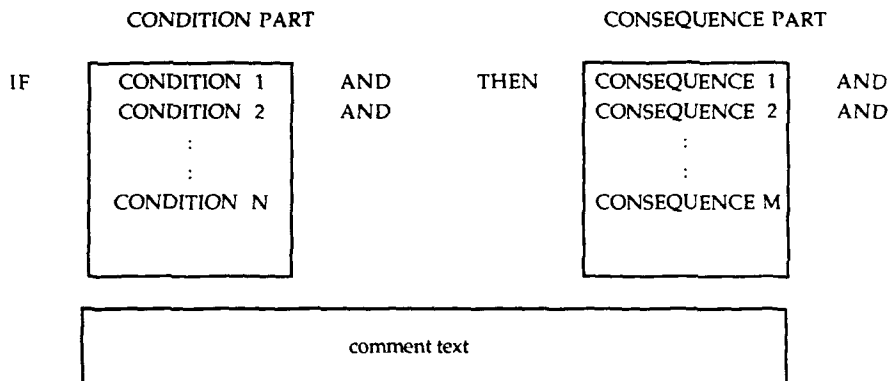 CONDITION PART CONSEQUENCE PART
IF CONDITION 1 AND THEN CONSEQUENCE 1 AND
CONDITION 2 AND CONSEQUENCE 2 AND
: :
: :
CONDITION N CONSEQUENCE M
comment text